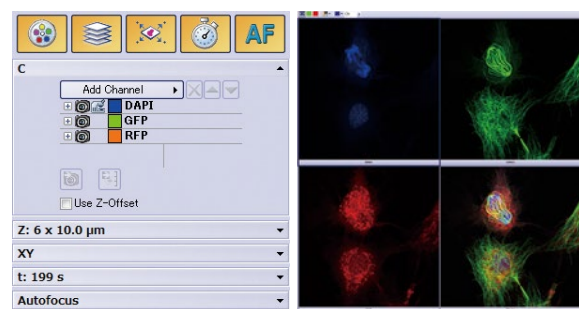 AF
C
Add Channel
DAPI
GFP
RFP
Use Z-Offset
Z: 6 x 10.0 µm
XY
t: 199 s
Autofocus